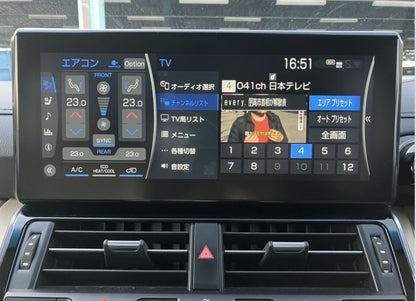 エアコン
Option
FRONT
23.0
23.0
SYNC
23.0
REAR
23.0
A/C
ECO
HEAT/COOL
TV
16:51
オーディオ選択
チャンネルリスト
TV局リスト
メニュー
各種切替
音設定
4 041ch 日本テレビ
every.
エリア プリセット
オート プリセット
全画面
1 2 3 4 5 6
7 8 9 10 11 12